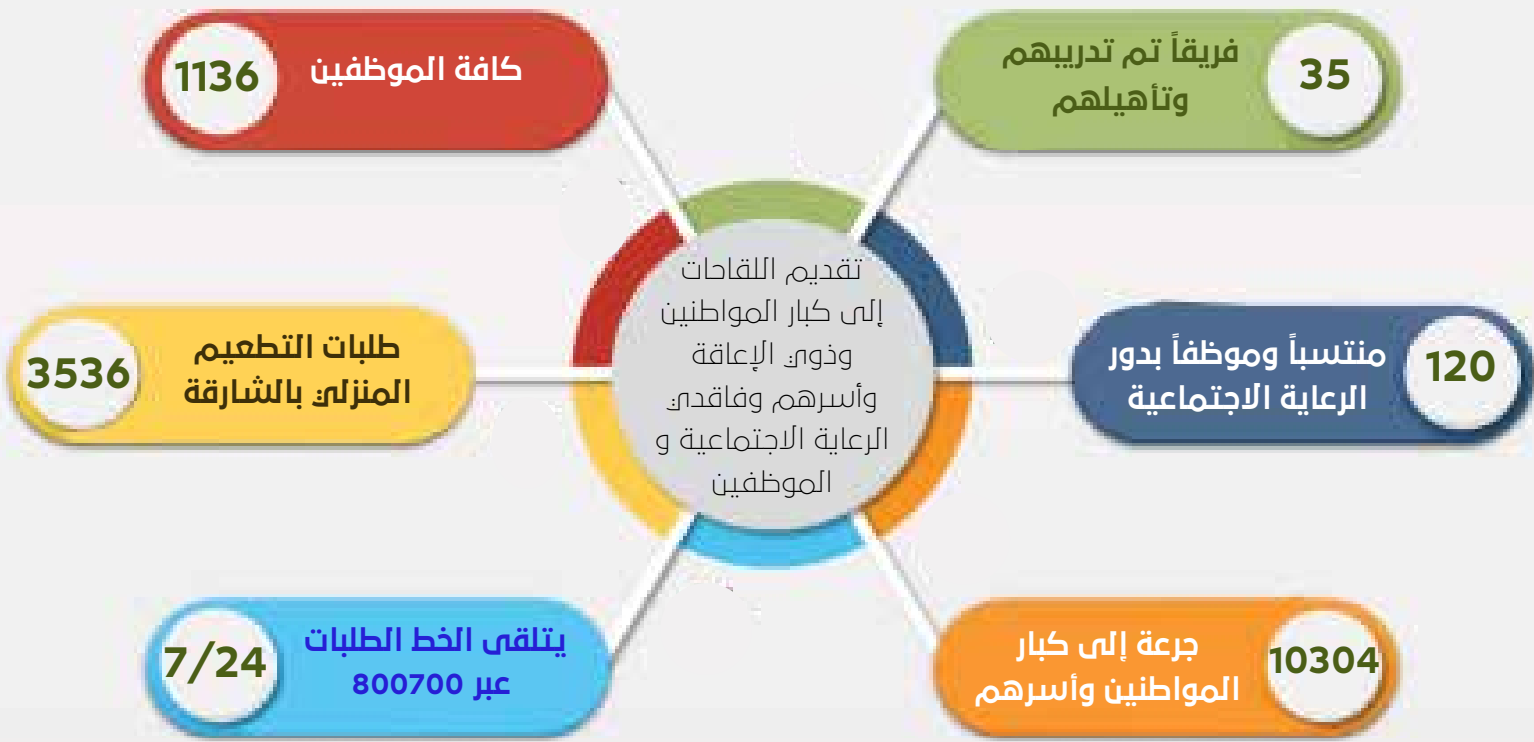 35
فريقاً تم تدريبهم
وتأهيلهم
كافة الموظفين
1136
تقديم اللقاحات
إلى كبار المواطنين
وذوي الإعاقة
وأسرهم وفاقدي
الرعاية الاجتماعية و
الموظفين
120
منتسباً وموظفاً بدور
الرعاية الاجتماعية
طلبات التطعيم
المنزلي بالشارقة
3536
10304
جرعة إلى كبار
المواطنين وأسرهم
يتلقى الخط الطلبات
عبر 800700
7/24